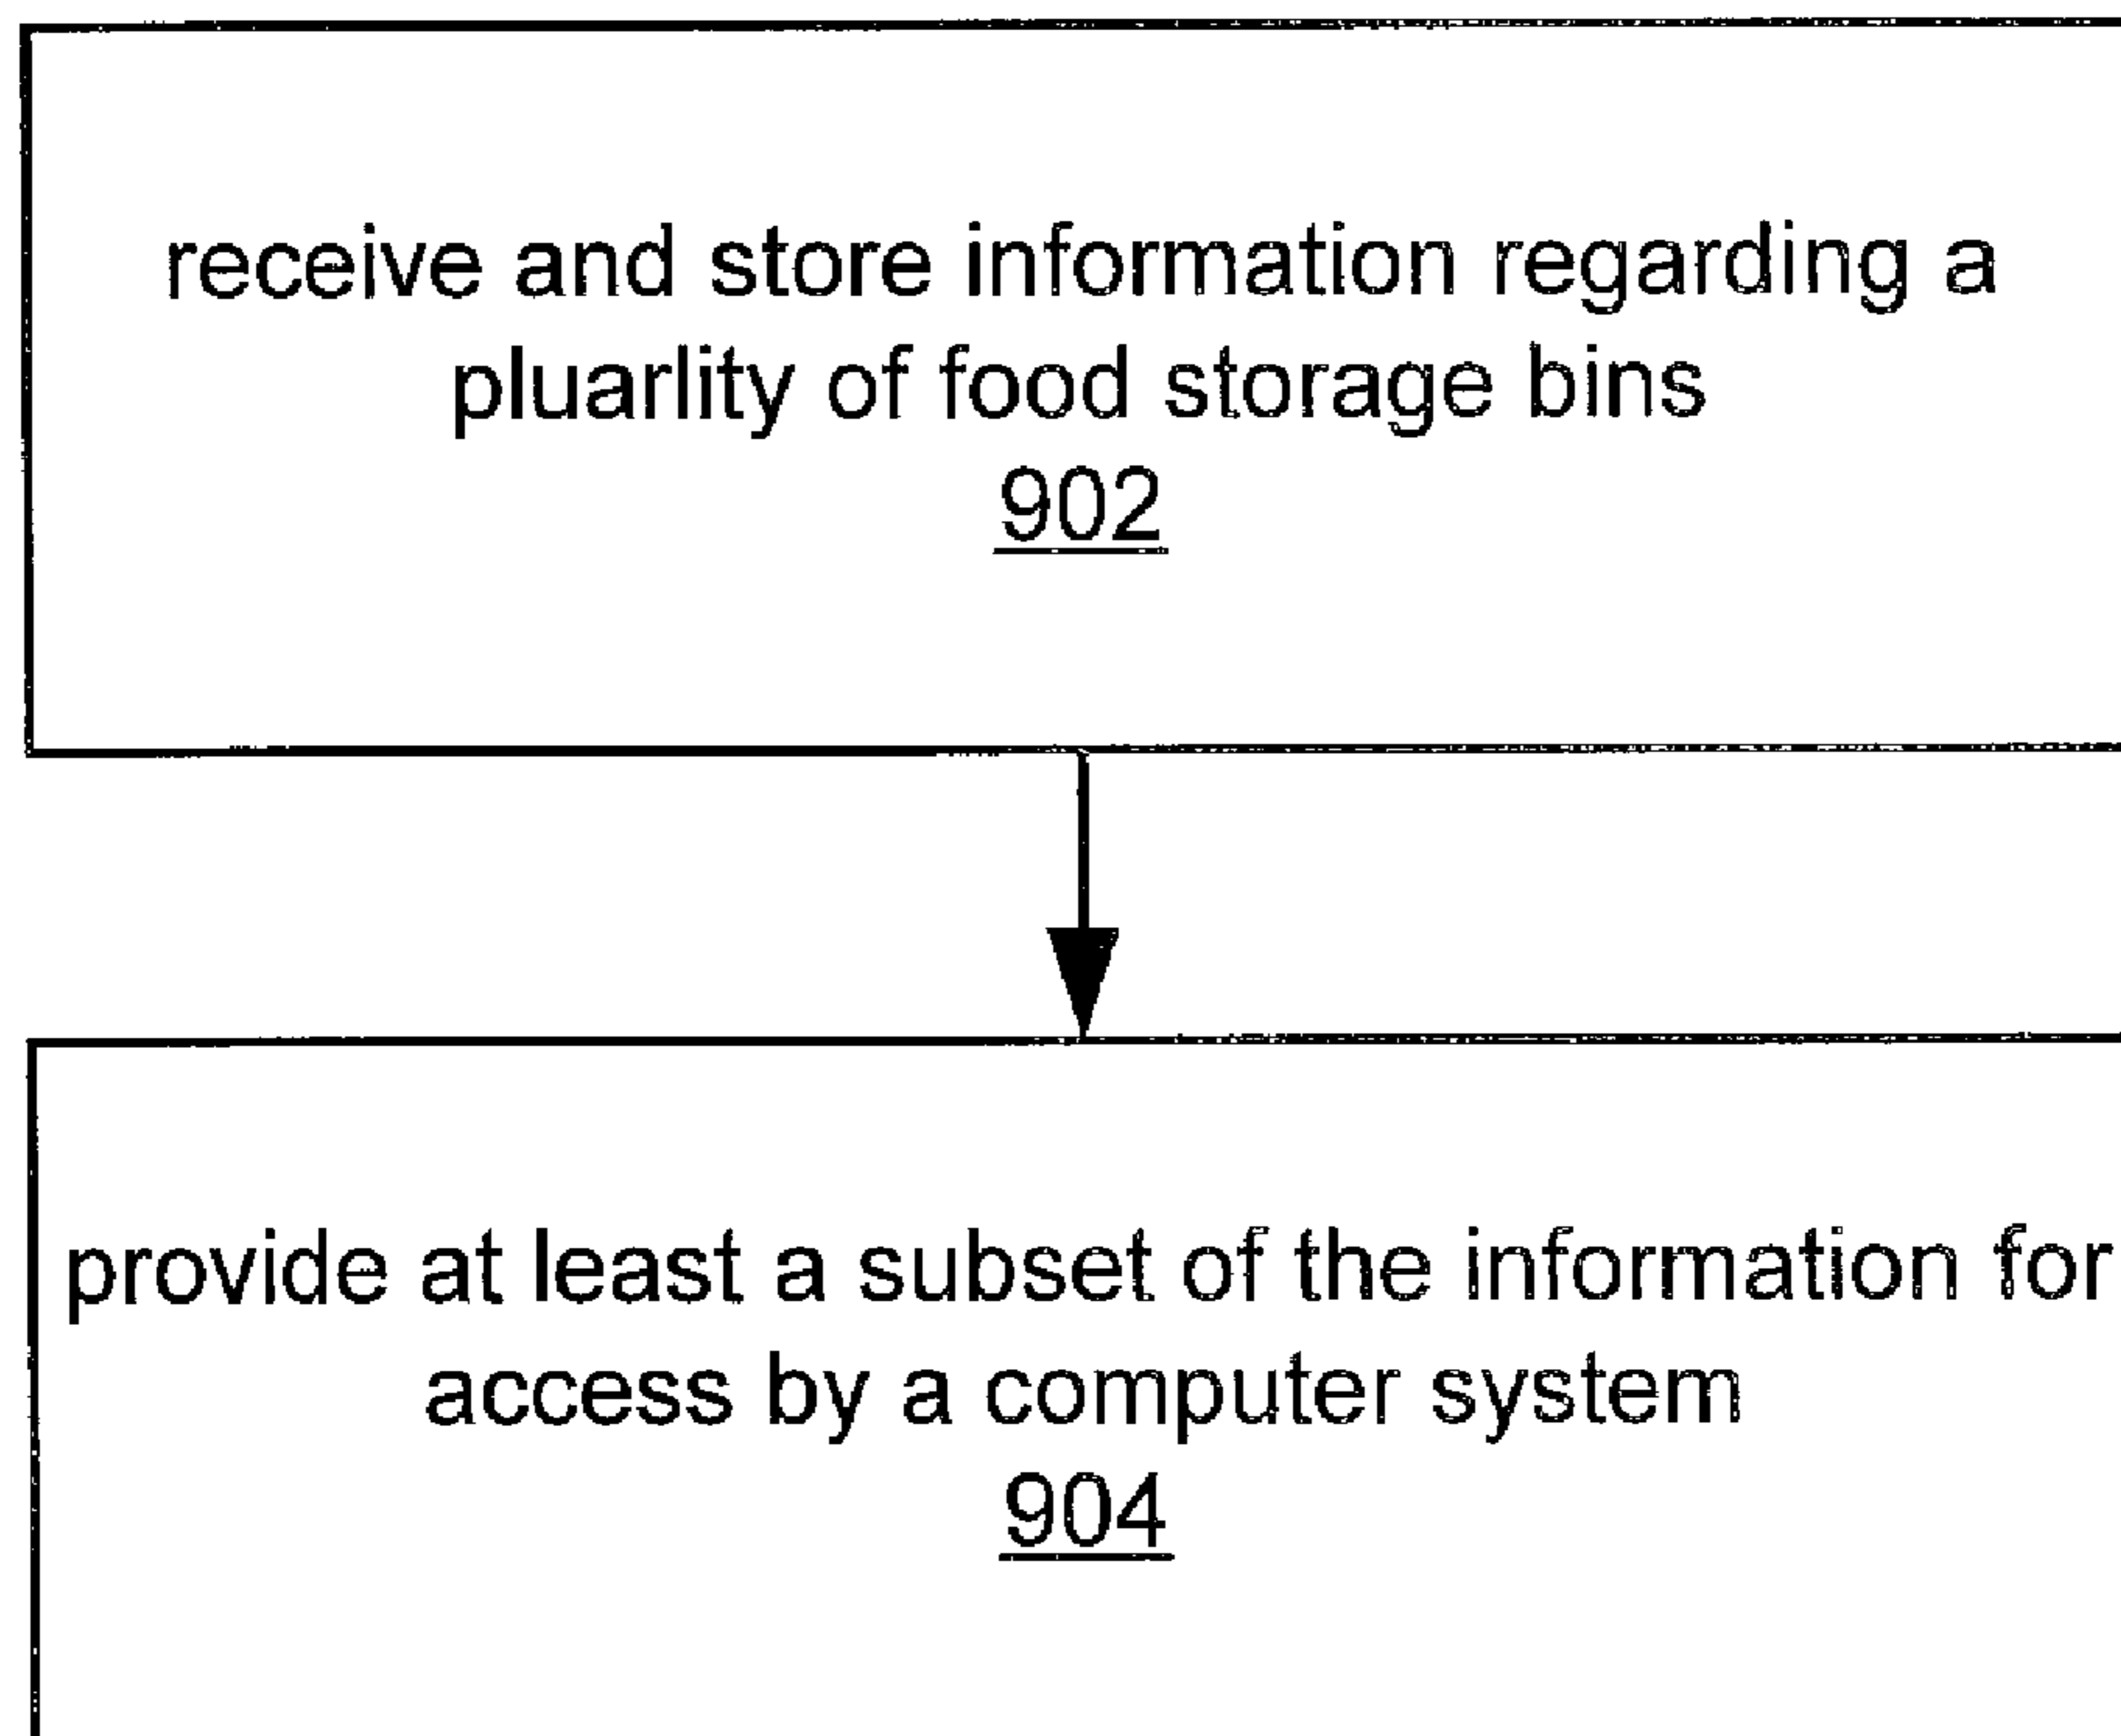 receive and store information regarding a
pluarlity of food storage bins
902
provide at least a subset of the information for
access by a computer system
904